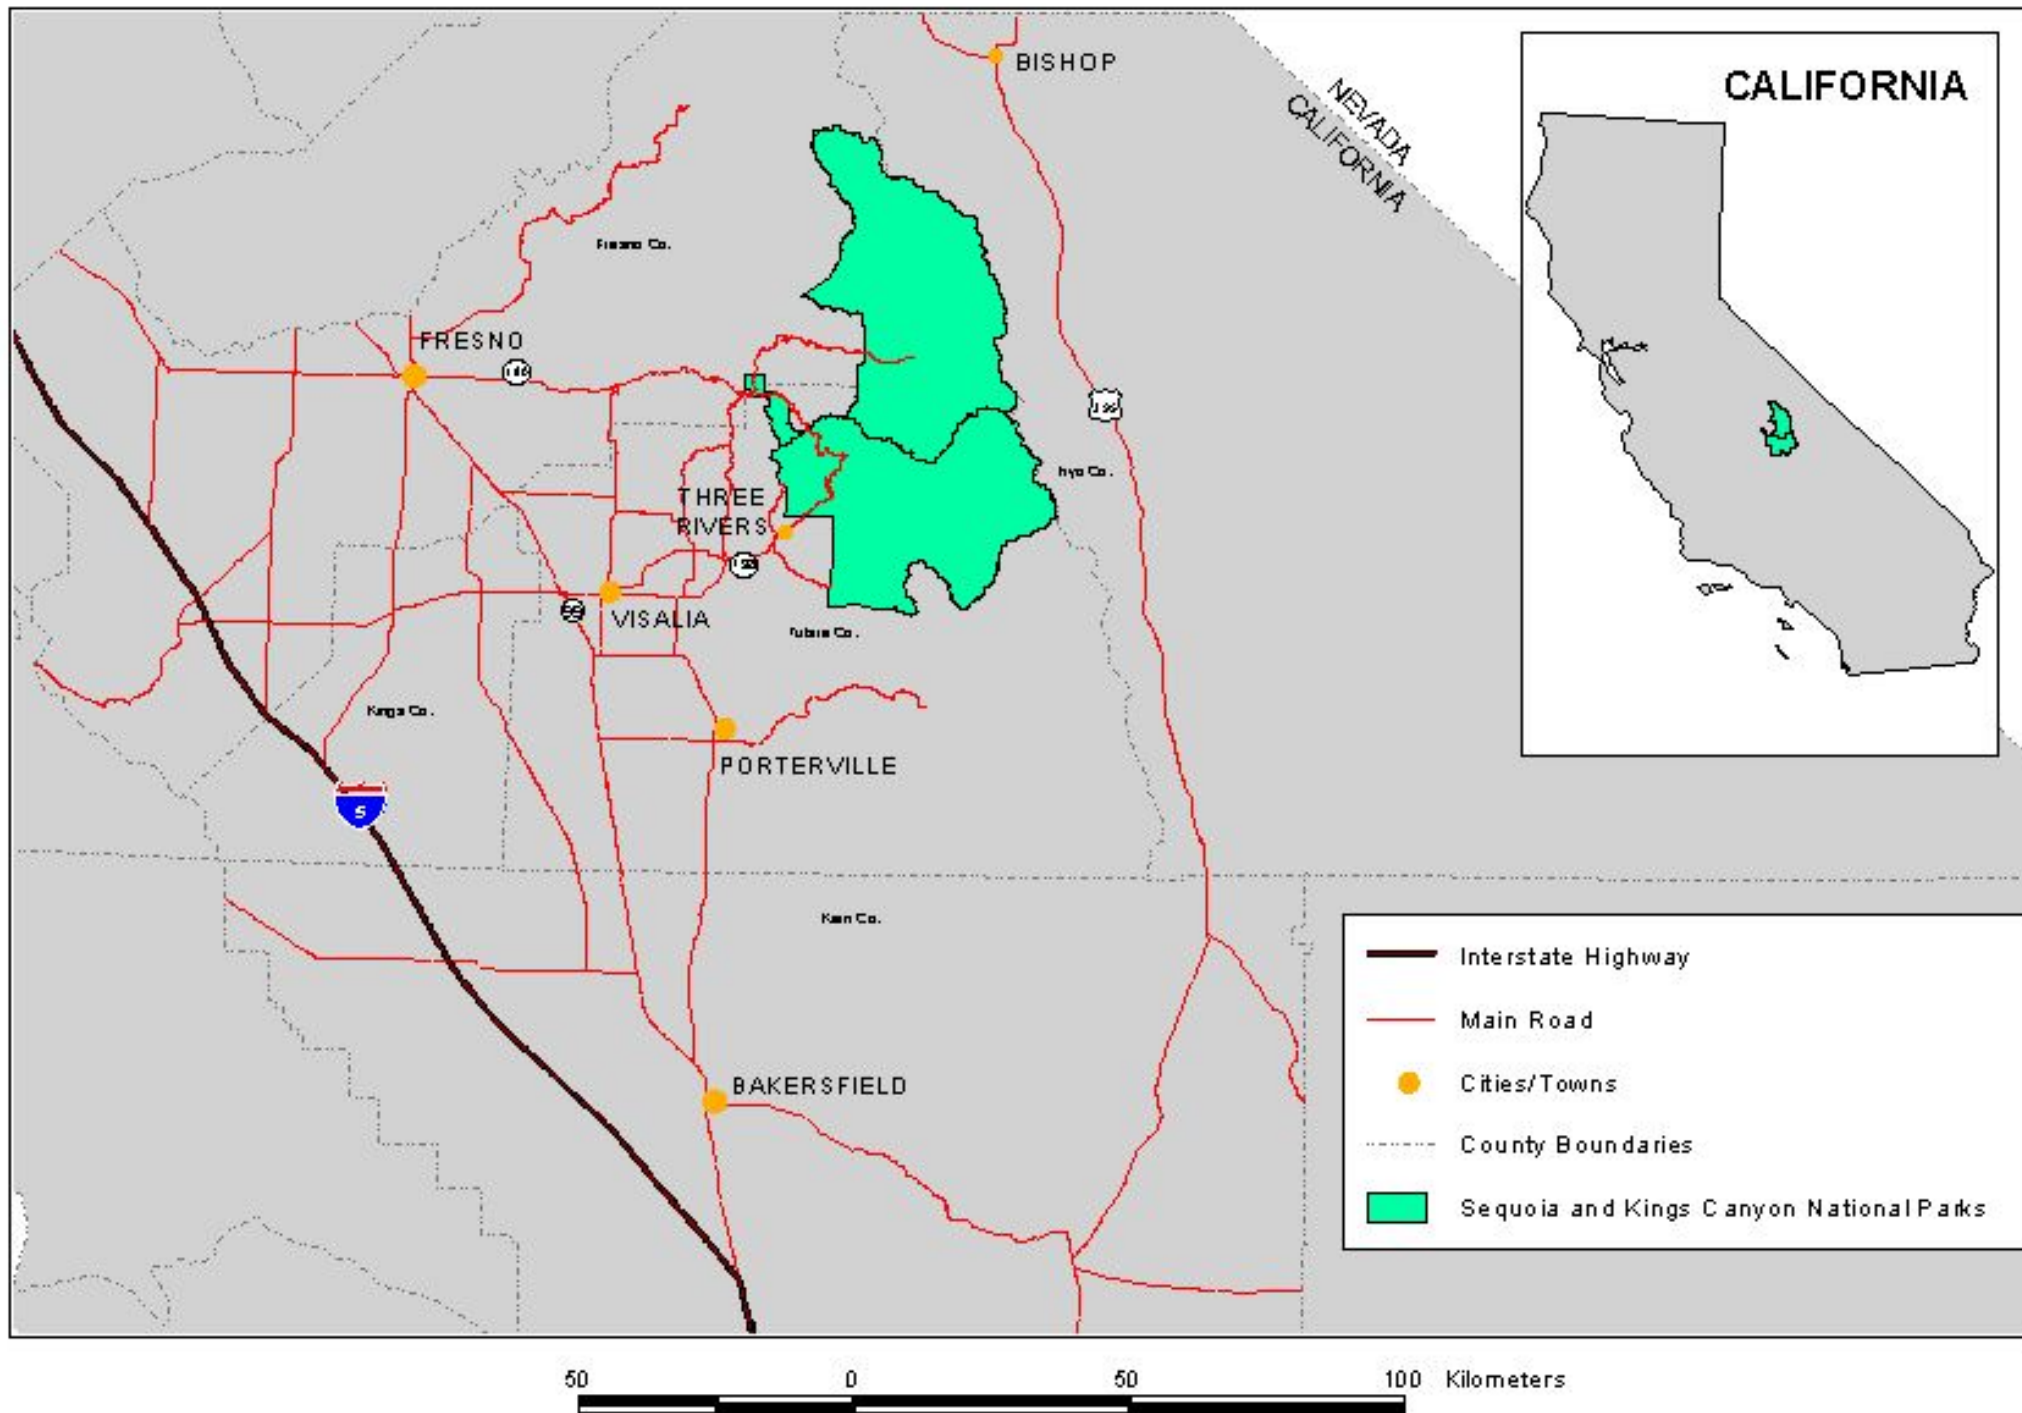 BISHOP
NEVADA
CALIFORNIA
CALIFORNIA
Fresno Co.
FRESNO
Inyo Co.
THREE
RIVERS
99
VISALIA
Tulare Co.
Kings Co.
PORTERVILLE
5
Kern Co.
BAKERSFIELD
Interstate Highway
Main Road
Cities/Towns
County Boundaries
Sequoia and Kings Canyon National Parks
50 0 50 100 Kilometers